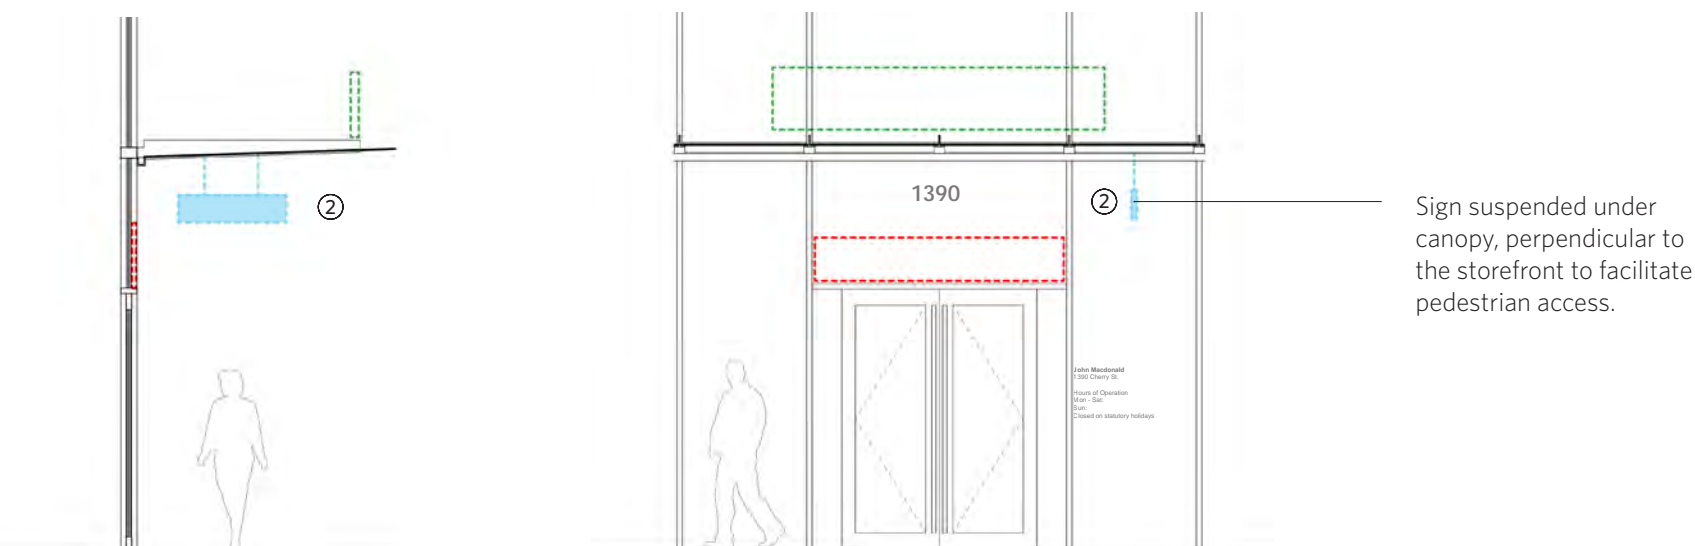 2
1390
2
Sign suspended under
canopy, perpendicular to
the storefront to facilitate
pedestrian access.
John Macdonald
1390 Cherry St.
Hours of Operation
Mon - Sat:
Sun:
Closed on statutory holidays